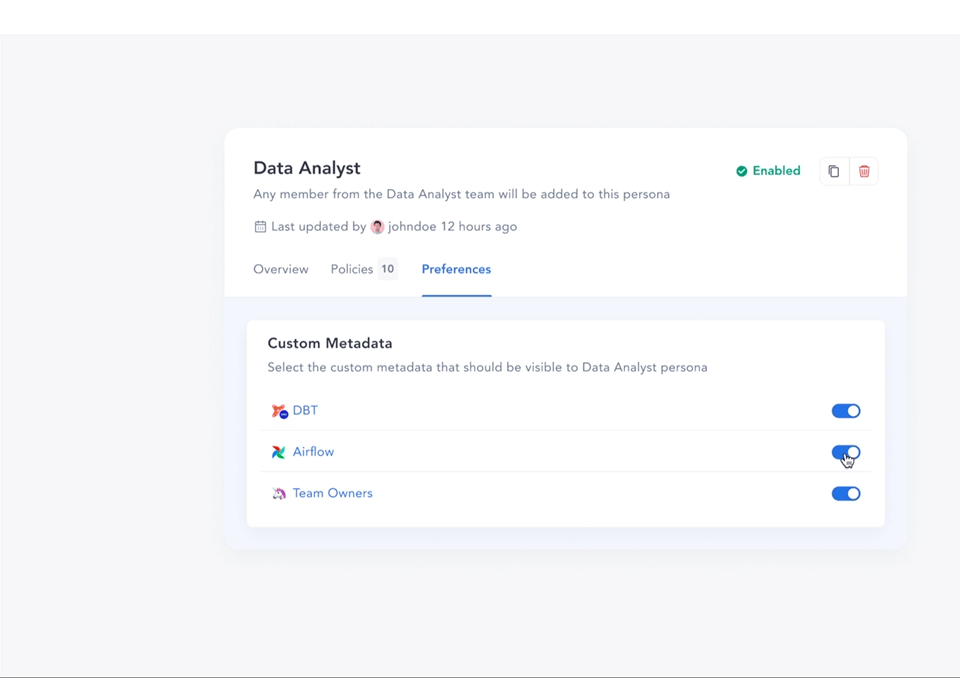 Data Analyst
Enabled
Any member from the Data Analyst team will be added to this persona
Last updated by johndoe 12 hours ago
Overview Policies 10 Preferences
Custom Metadata
Select the custom metadata that should be visible to Data Analyst persona
DBT
Airflow
Team Owners